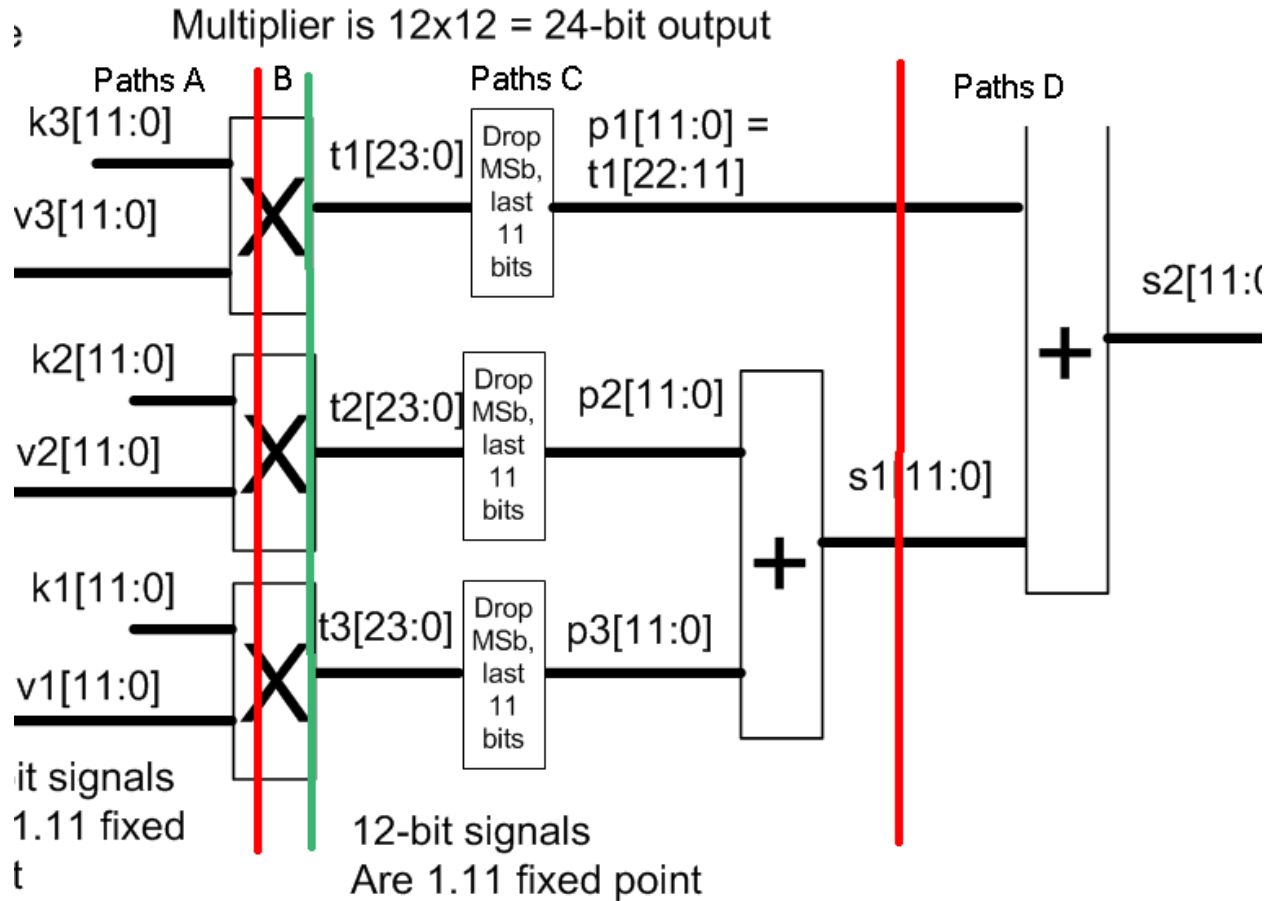 Multiplier is 12x12 = 24-bit output
Paths A
B
Paths C
Paths D
k3[11:0]
v3[11:0]
X
t1[23:0]
Drop
MSb,
last
11
bits
p1[11:0] =
t1[22:11]
+
k2[11:0]
v2[11:0]
X
t2[23:0]
Drop
MSb,
last
11
bits
p2[11:0]
s1[11:0]
k1[11:0]
v1[11:0]
X
t3[23:0]
Drop
MSb,
last
11
bits
p3[11:0]
+
s2[11:0
it signals
1.11 fixed
t
12-bit signals
Are 1.11 fixed point